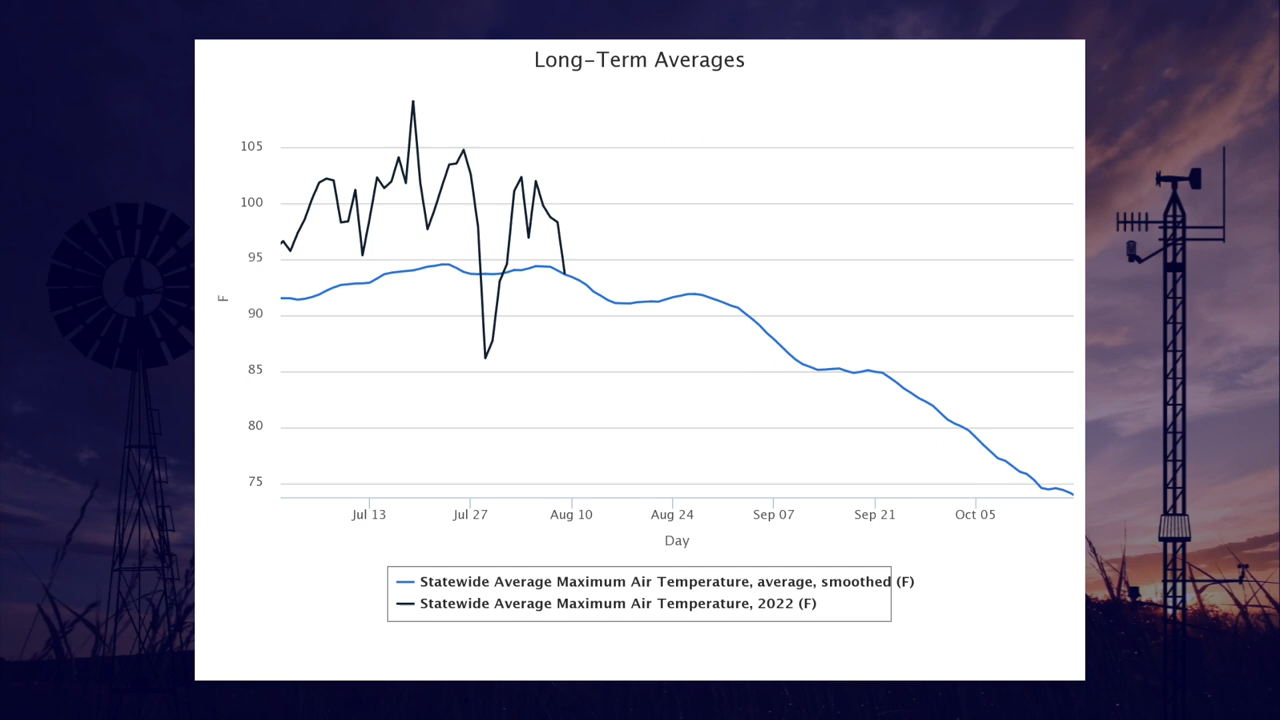 Long-Term Averages
105
100
95
90
85
80
75
F
Jul 13 Jul 27 Aug 10 Aug 24 Sep 07 Sep 21 Oct 05
Day
Statewide Average Maximum Air Temperature, average, smoothed (F)
Statewide Average Maximum Air Temperature, 2022 (F)